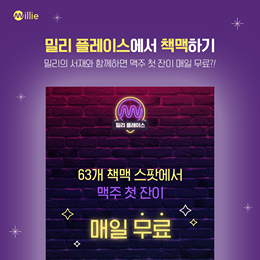 millie
밀리 플레이스에서 책맥하기
밀리의 서재와 함께하면 맥주 첫 잔이 매일 무료?!
밀리 플레이스
63개 책맥 스팟에서
맥주 첫 잔이
매일 무료